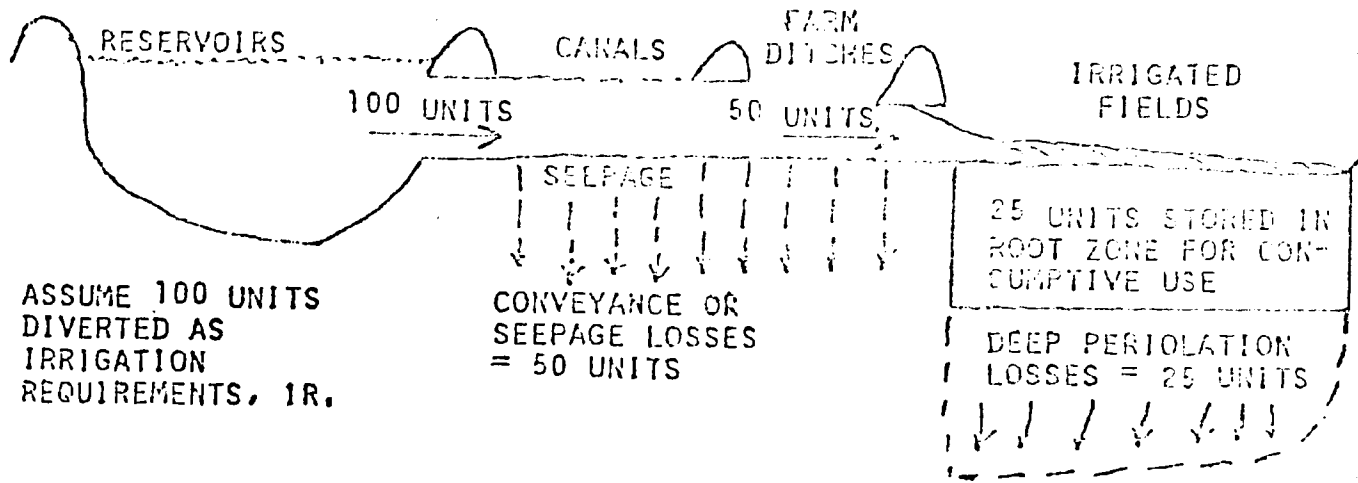 RESERVOIRS
CANALS
FARM
DITCHES
IRRIGATED
FIELDS
100 UNITS
50 UNITS
SEEPAGE
25 UNITS STORED IN
ROOT ZONE FOR CON-
SUMPTIVE USE
ASSUME 100 UNITS
DIVERTED AS
IRRIGATION
REQUIREMENTS, IR.
CONVEYANCE OR
SEEPAGE LOSSES
= 50 UNITS
DEEP PERIOLATION
LOSSES = 25 UNITS